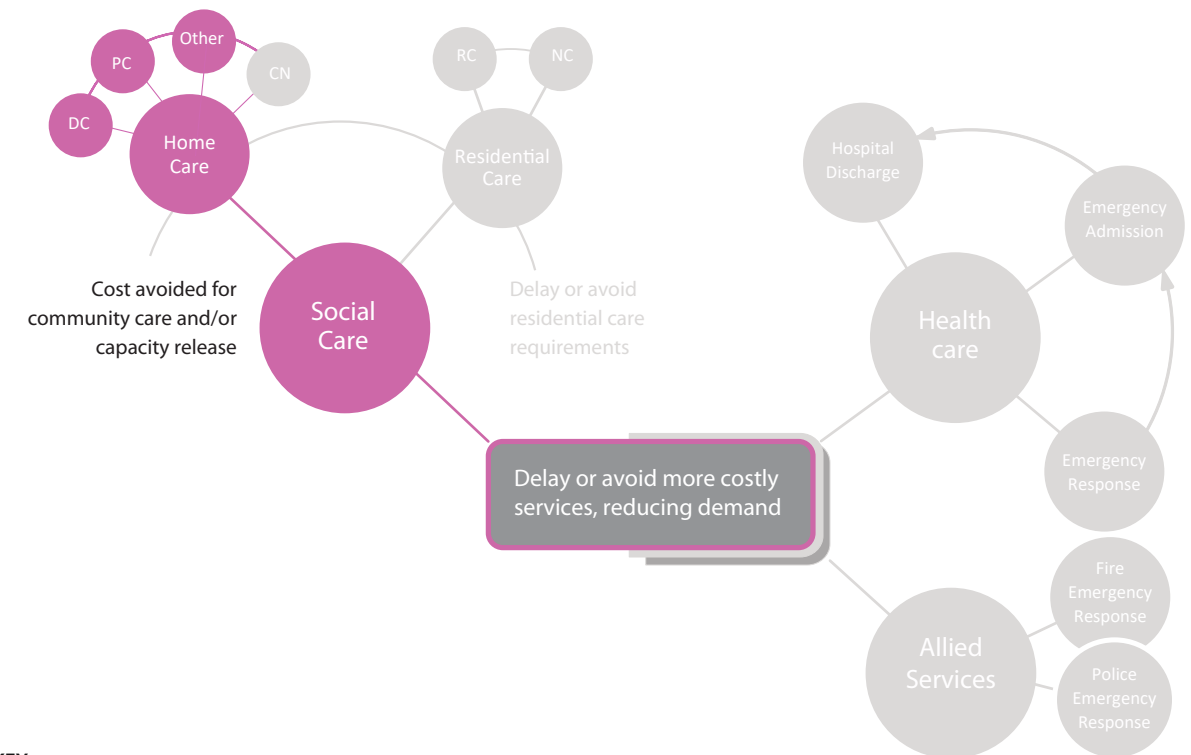 Other
PC
CN
DC
Home
Care
RC
NC
Residential
Care
Hospital
Discharge
Emergency
Admission
Cost avoided for
community care and/or
capacity release
Social
Care
Delay or avoid
residential care
requirements
Health
care
Emergency
Response
Delay or avoid more costly
services, reducing demand
Fire
Emergency
Response
Allied
Services
Police
Emergency
Response